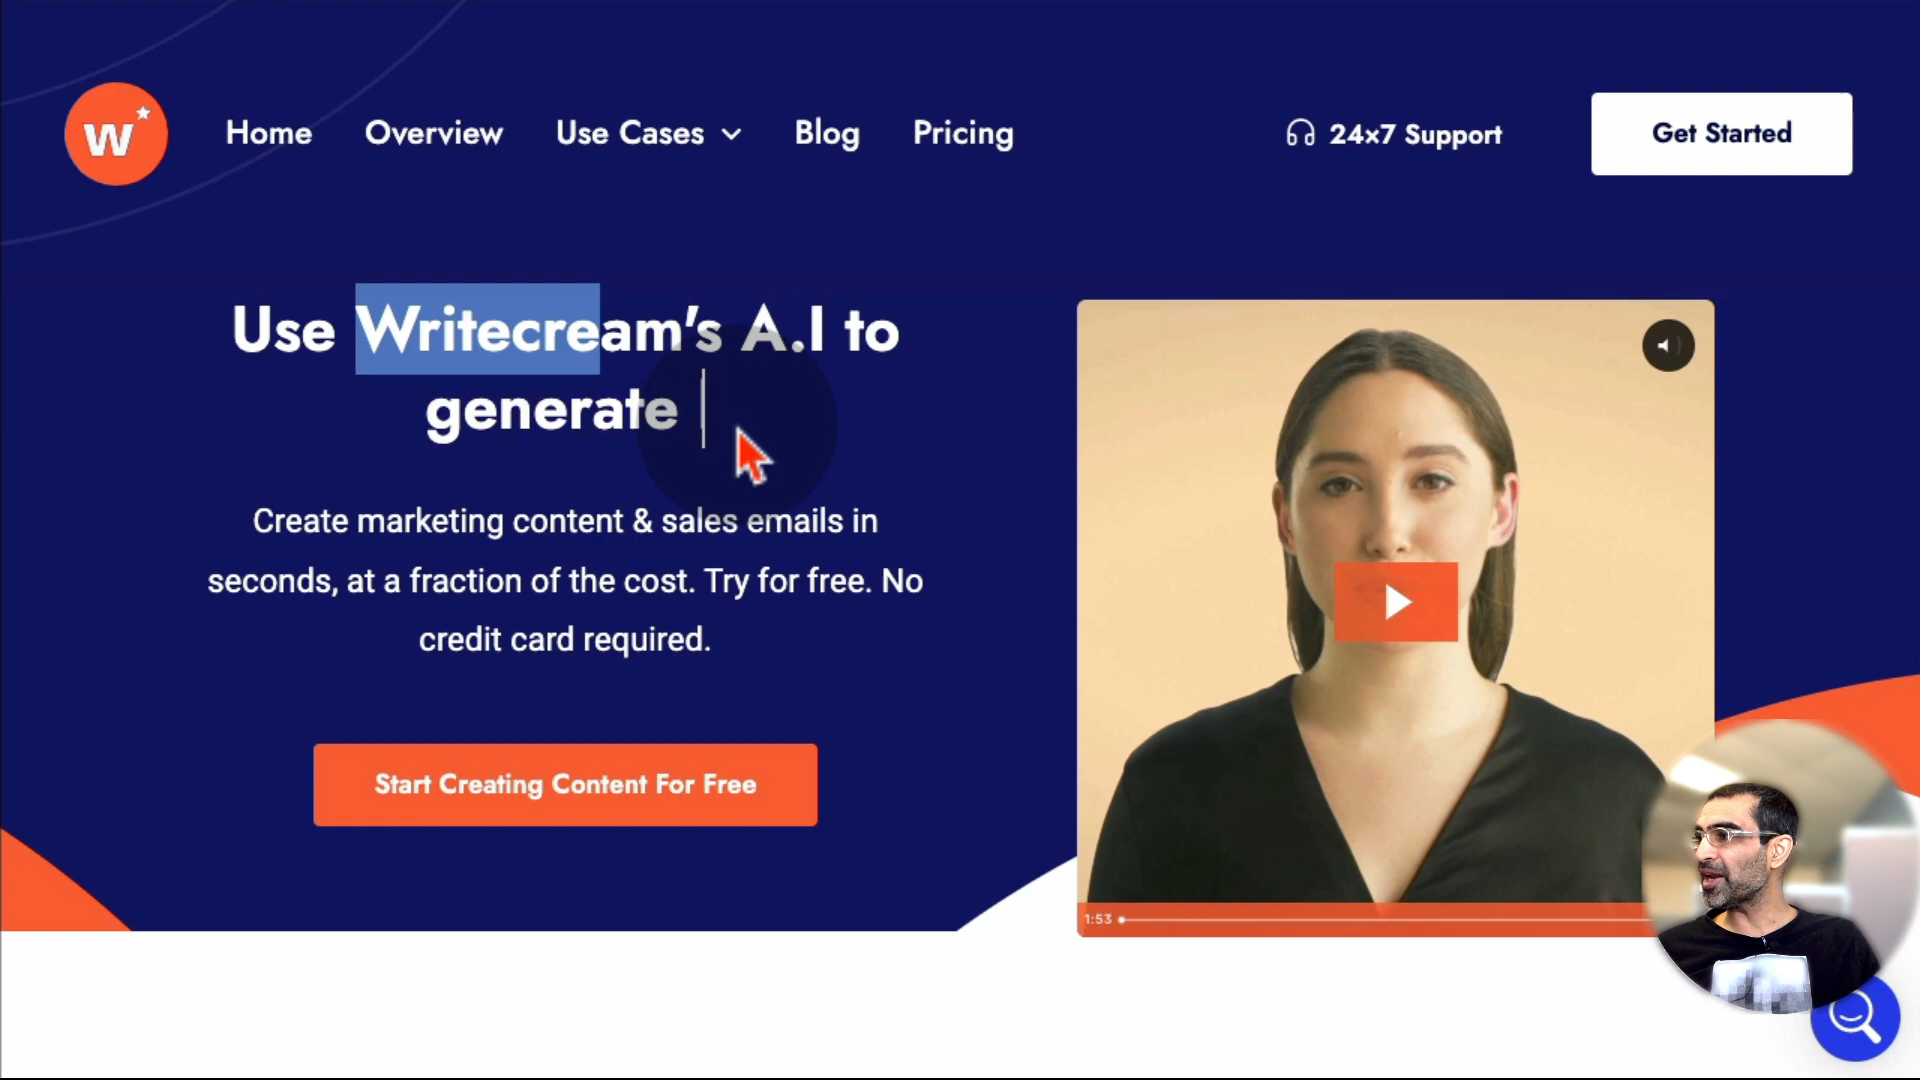 W
Home
Overview
Use Cases
Blog
Pricing
24×7 Support
Get Started
Use Writecream's A.I to
generate
Create marketing content & sales emails in
seconds, at a fraction of the cost. Try for free. No
credit card required.
Start Creating Content For Free
1:53